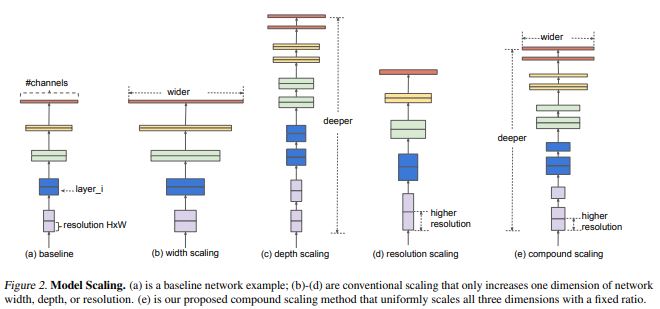 #channels
layer_i
resolution HxW
(a) baseline
wider
(b) width scaling
deeper
(c) depth scaling
higher
resolution
(d) resolution scaling
wider
deeper
higher
resolution
(e) compound scaling
Figure 2. Model Scaling. (a) is a baseline network example; (b)-(d) are conventional scaling that only increases one dimension of network
width, depth, or resolution. (e) is our proposed compound scaling method that uniformly scales all three dimensions with a fixed ratio.